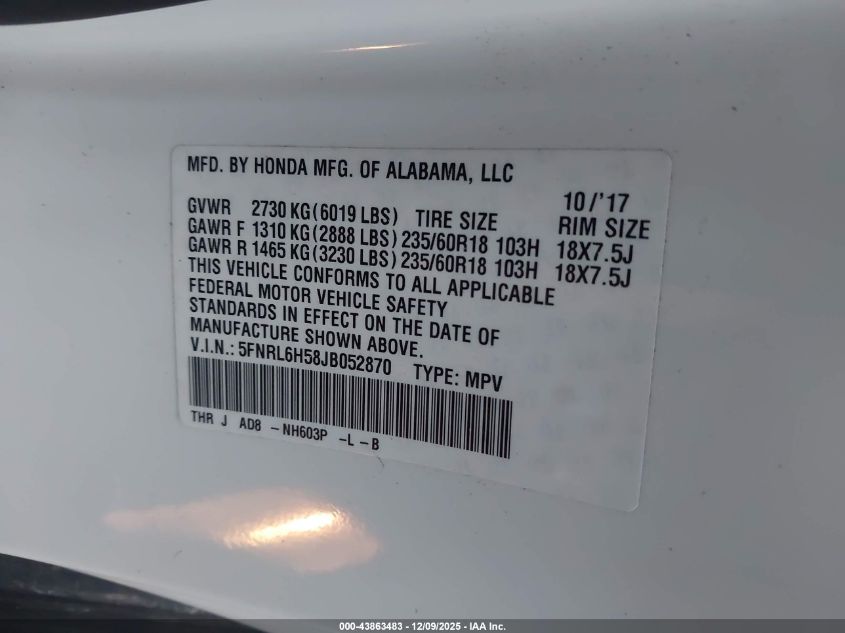 MFD. BY HONDA MFG. OF ALABAMA, LLC
10/'17
GVWR 2730 KG(6019 LBS) TIRE SIZE RIM SIZE
GAWR F 1310 KG(2888 LBS) 235/60R18 103H 18X7.5J
GAWR R 1465 KG(3230 LBS) 235/60R18 103H 18X7.5J
THIS VEHICLE CONFORMS TO ALL APPLICABLE
FEDERAL MOTOR VEHICLE SAFETY
STANDARDS IN EFFECT ON THE DATE OF
MANUFACTURE SHOWN ABOVE.
V.I.N.: 5FNRL6H58JB052870 TYPE: MPV
THR J AD8 -NH603P -L -B
000-43863483 - 12/09/2025 - IAA Inc.